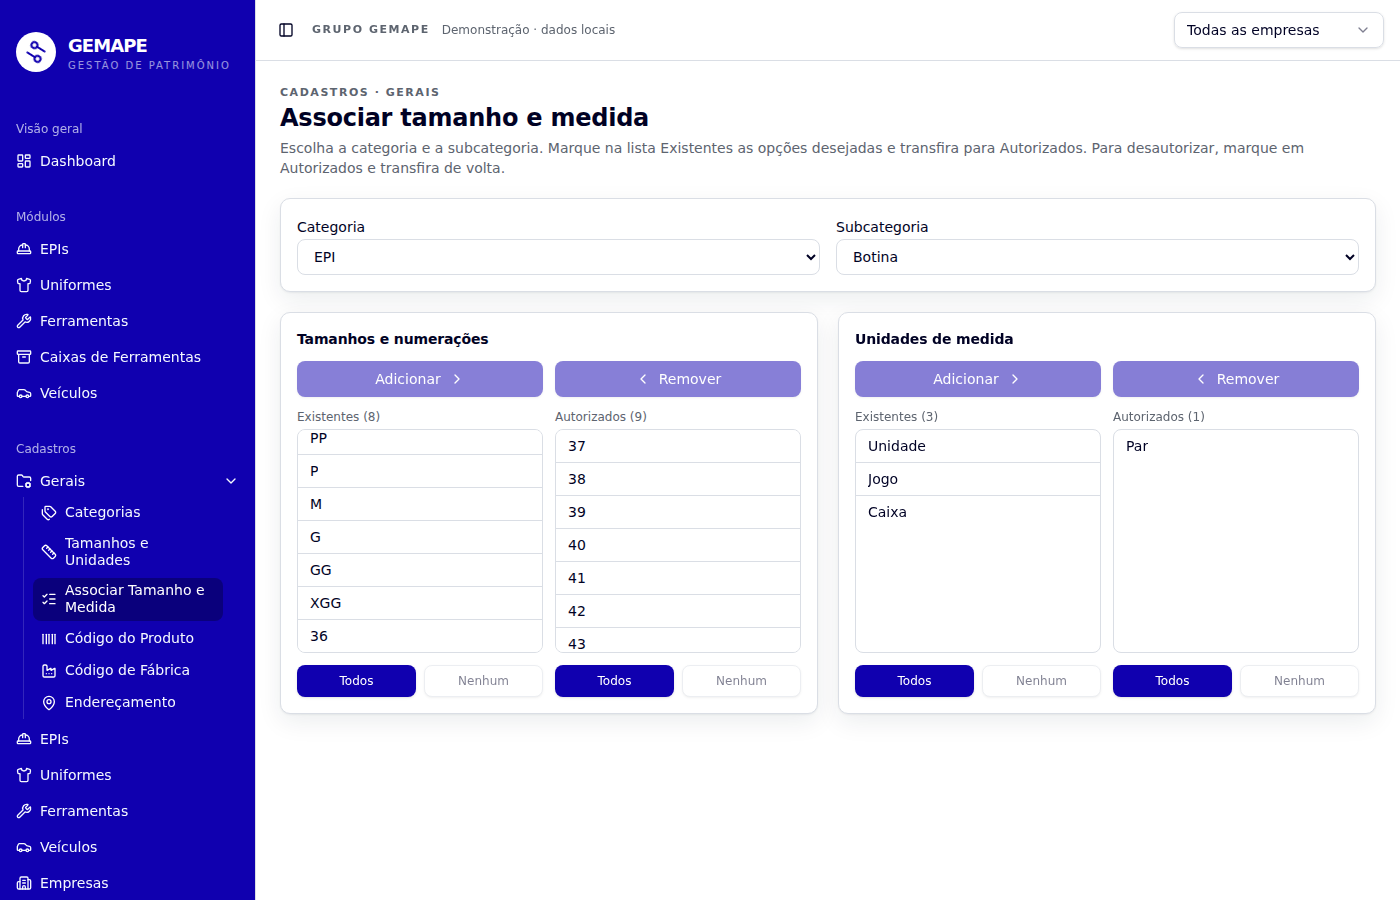 GEMAPE
GESTÃO DE PATRIMÔNIO
Visão geral
Dashboard
Módulos
EPIs
Uniformes
Ferramentas
Caixas de Ferramentas
Veículos
Cadastros
Gerais
Categorias
Tamanhos e
Unidades
Associar Tamanho e
Medida
Código do Produto
Código de Fábrica
Endereçamento
EPIs
Uniformes
Ferramentas
Veículos
Empresas
GRUPO GEMAPE Demonstração · dados locais
Todas as empresas
CADASTROS · GERAIS
Associar tamanho e medida
Escolha a categoria e a subcategoria. Marque na lista Existentes as opções desejadas e transfira para Autorizados. Para desautorizar, marque em
Autorizados e transfira de volta.
Categoria
EPI
Subcategoria
Botina
Tamanhos e numerações
Adicionar
Remover
Existentes (8)
PP
P
M
G
GG
XGG
36
Todos
Nenhum
Autorizados (9)
37
38
39
40
41
42
43
Todos
Nenhum
Unidades de medida
Adicionar
Remover
Existentes (3)
Unidade
Jogo
Caixa
Todos
Nenhum
Autorizados (1)
Par
Todos
Nenhum